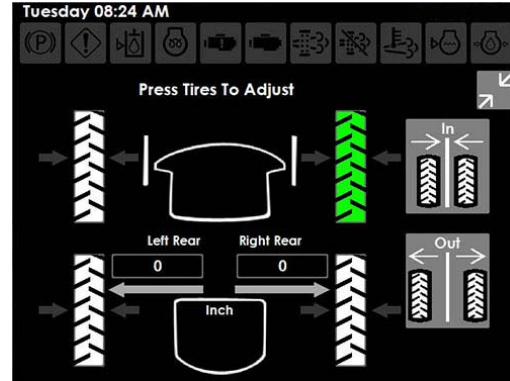 Tuesday 08:24 AM
(P)
Press Tires To Adjust
In
Left Rear
Right Rear
0
0
Out
Inch